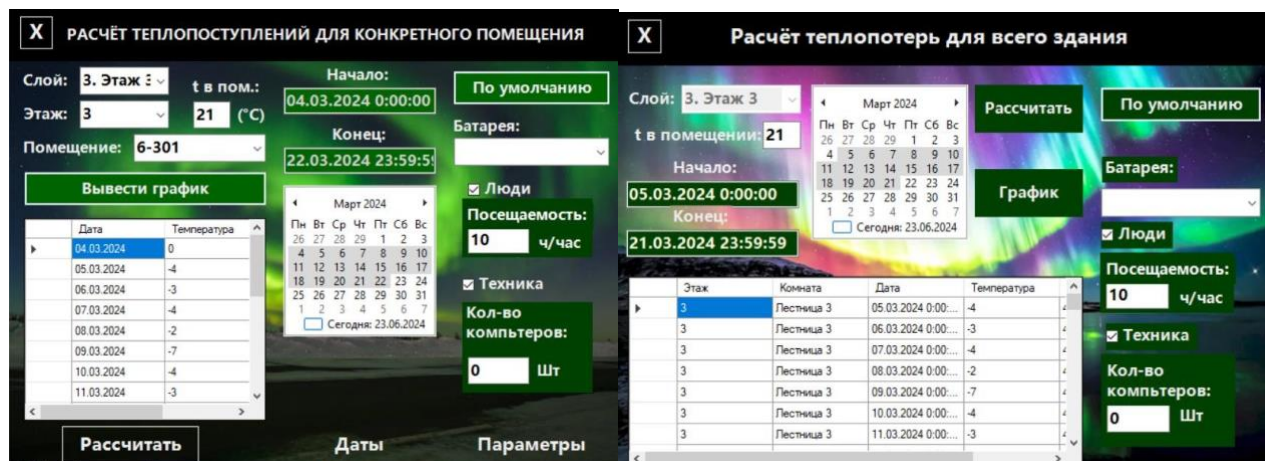 X РАСЧЁТ ТЕПЛОПОСТУПЛЕНИЙ ДЛЯ КОНКРЕТНОГО ПОМЕЩЕНИЯ
Слой: 3. Этаж
t в пом.:
Этаж: 3
21 (°C)
Помещение: 6-301
Вывести график
Начало:
04.03.2024 0:00:00
Конец:
22.03.2024 23:59:5
По умолчанию
Батарея:
Люди
Посещаемость:
10 ч/час
Техника
Кол-во
компьтеров:
0 Шт
Март 2024
Пн Вт Ср Чт Пт Сб Вс
26 27 28 29 1 2 3
4 5 6 7 8 9 10
11 12 13 14 15 16 17
18 19 20 21 22 23 24
25 26 27 28 29 30 31
1 2 3 4 5 6 7
Сегодня: 23.06.2024
Дата Температура
04.03.2024 0
05.03.2024 -4
06.03.2024 -3
07.03.2024 -4
08.03.2024 -2
09.03.2024 -7
10.03.2024 -4
11.03.2024 -3
Рассчитать
Даты
Параметры
X Расчёт теплопотерь для всего здания
Слой: 3. Этаж 3
t в помещении: 21
Начало:
05.03.2024 0:00:00
Конец:
21.03.2024 23:59:59
Март 2024
Пн Вт Ср Чт Пт Сб Вс
26 27 28 29 1 2 3
4 5 6 7 8 9 10
11 12 13 14 15 16 17
18 19 20 21 22 23 24
25 26 27 28 29 30 31
1 2 3 4 5 6 7
Сегодня: 23.06.2024
Рассчитать
График
По умолчанию
Батарея:
Люди
Посещаемость:
10 ч/час
Техника
Кол-во
компьтеров:
0 Шт
Этаж Комната Дата Температура
3 Лестница 3 05.03.2024 0:00:... -4
3 Лестница 3 06.03.2024 0:00:... -3
3 Лестница 3 07.03.2024 0:00:... -4
3 Лестница 3 08.03.2024 0:00:... -2
3 Лестница 3 09.03.2024 0:00:... -7
3 Лестница 3 10.03.2024 0:00:... -4
3 Лестница 3 11.03.2024 0:00:... -3